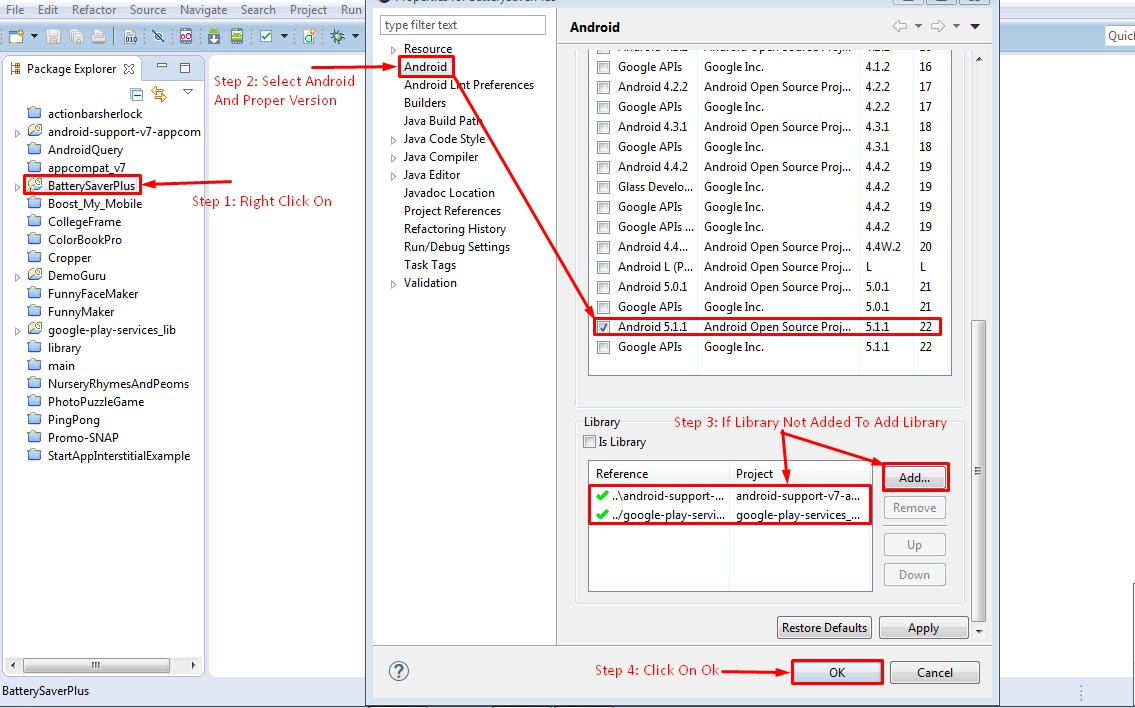 File Edit Refactor Source Navigate Search Project Run
type filter text
Android
Quick
Package Explorer
Step 2: Select Android
And Proper Version
Step 1: Right Click On
actionbarsherlock
android-support-v7-appcom
AndroidQuery
appcompat_v7
BatterySaverPlus
Boost_My_Mobile
CollegeFrame
ColorBookPro
Cropper
DemoGuru
FunnyFaceMaker
FunnyMaker
google-play-services_lib
library
main
NurseryRhymesAndPeoms
PhotoPuzzleGame
PingPong
Promo-SNAP
StartAppInterstitialExample
BatterySaverPlus
Resource
Android
Android Lint Preferences
Builders
Java Build Path
Java Code Style
Java Compiler
Java Editor
Javadoc Location
Project References
Refactoring History
Run/Debug Settings
Task Tags
Validation
Google APIs Google Inc. 4.1.2 16
Android 4.2.2 Android Open Source Proj... 4.2.2 17
Google APIs Google Inc. 4.2.2 17
Android 4.3.1 Android Open Source Proj... 4.3.1 18
Google APIs Google Inc. 4.3.1 18
Android 4.4.2 Android Open Source Proj... 4.4.2 19
Glass Develo... Google Inc. 4.4.2 19
Google APIs Google Inc. 4.4.2 19
Google APIs ... Google Inc. 4.4.2 19
Android 4.4... Android Open Source Proj... 4.4W.2 20
Android L (P... Android Open Source Proj... L L
Android 5.0.1 Android Open Source Proj... 5.0.1 21
Google APIs Google Inc. 5.0.1 21
Android 5.1.1 Android Open Source Proj... 5.1.1 22
Google APIs Google Inc. 5.1.1 22
Library
Step 3: If Library Not Added To Add Library
Is Library
Reference Project
..\android-support-... android-support-v7-a...
../google-play-servi... google-play-services_...
Add...
Remove
Up
Down
Restore Defaults Apply
Step 4: Click On Ok
OK Cancel